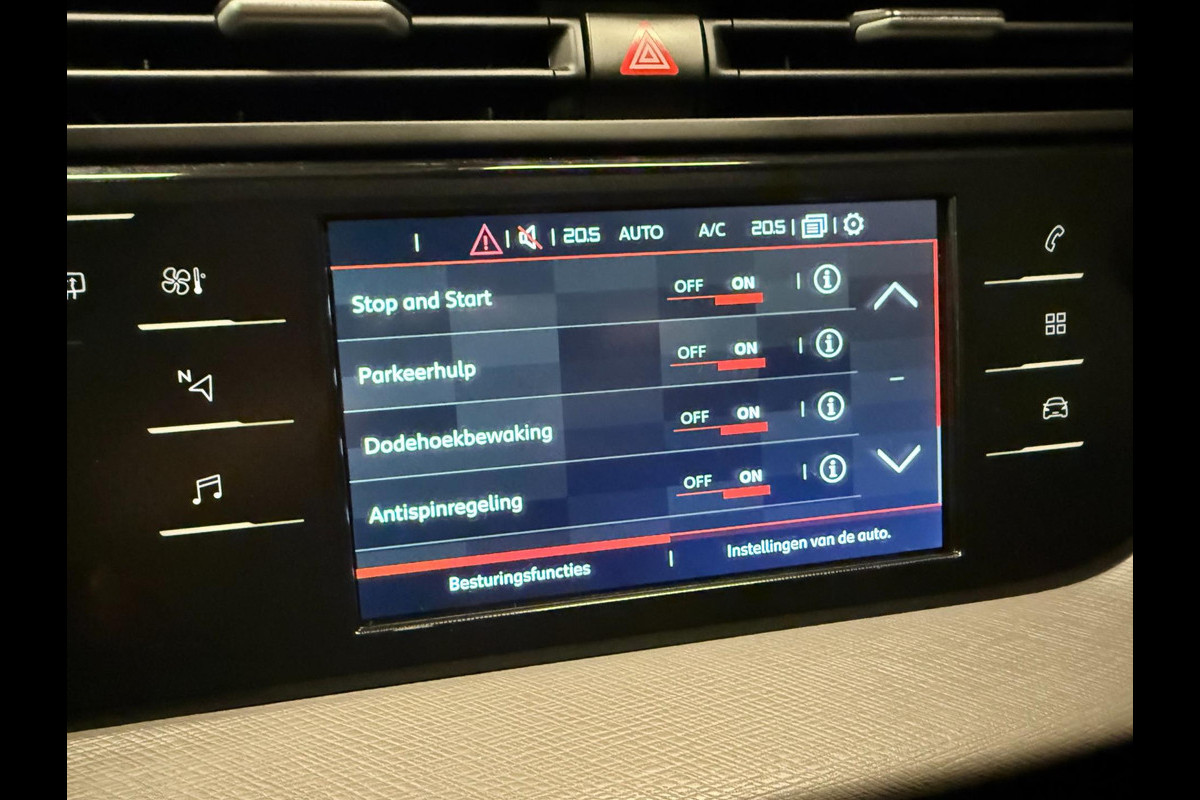 20.5 AUTO A/C 20.5
Stop and Start OFF ON
Parkeerhulp OFF ON
Dodehoekbewaking OFF ON
Antispinregeling OFF ON
Besturingsfuncties Instellingen van de auto.
N